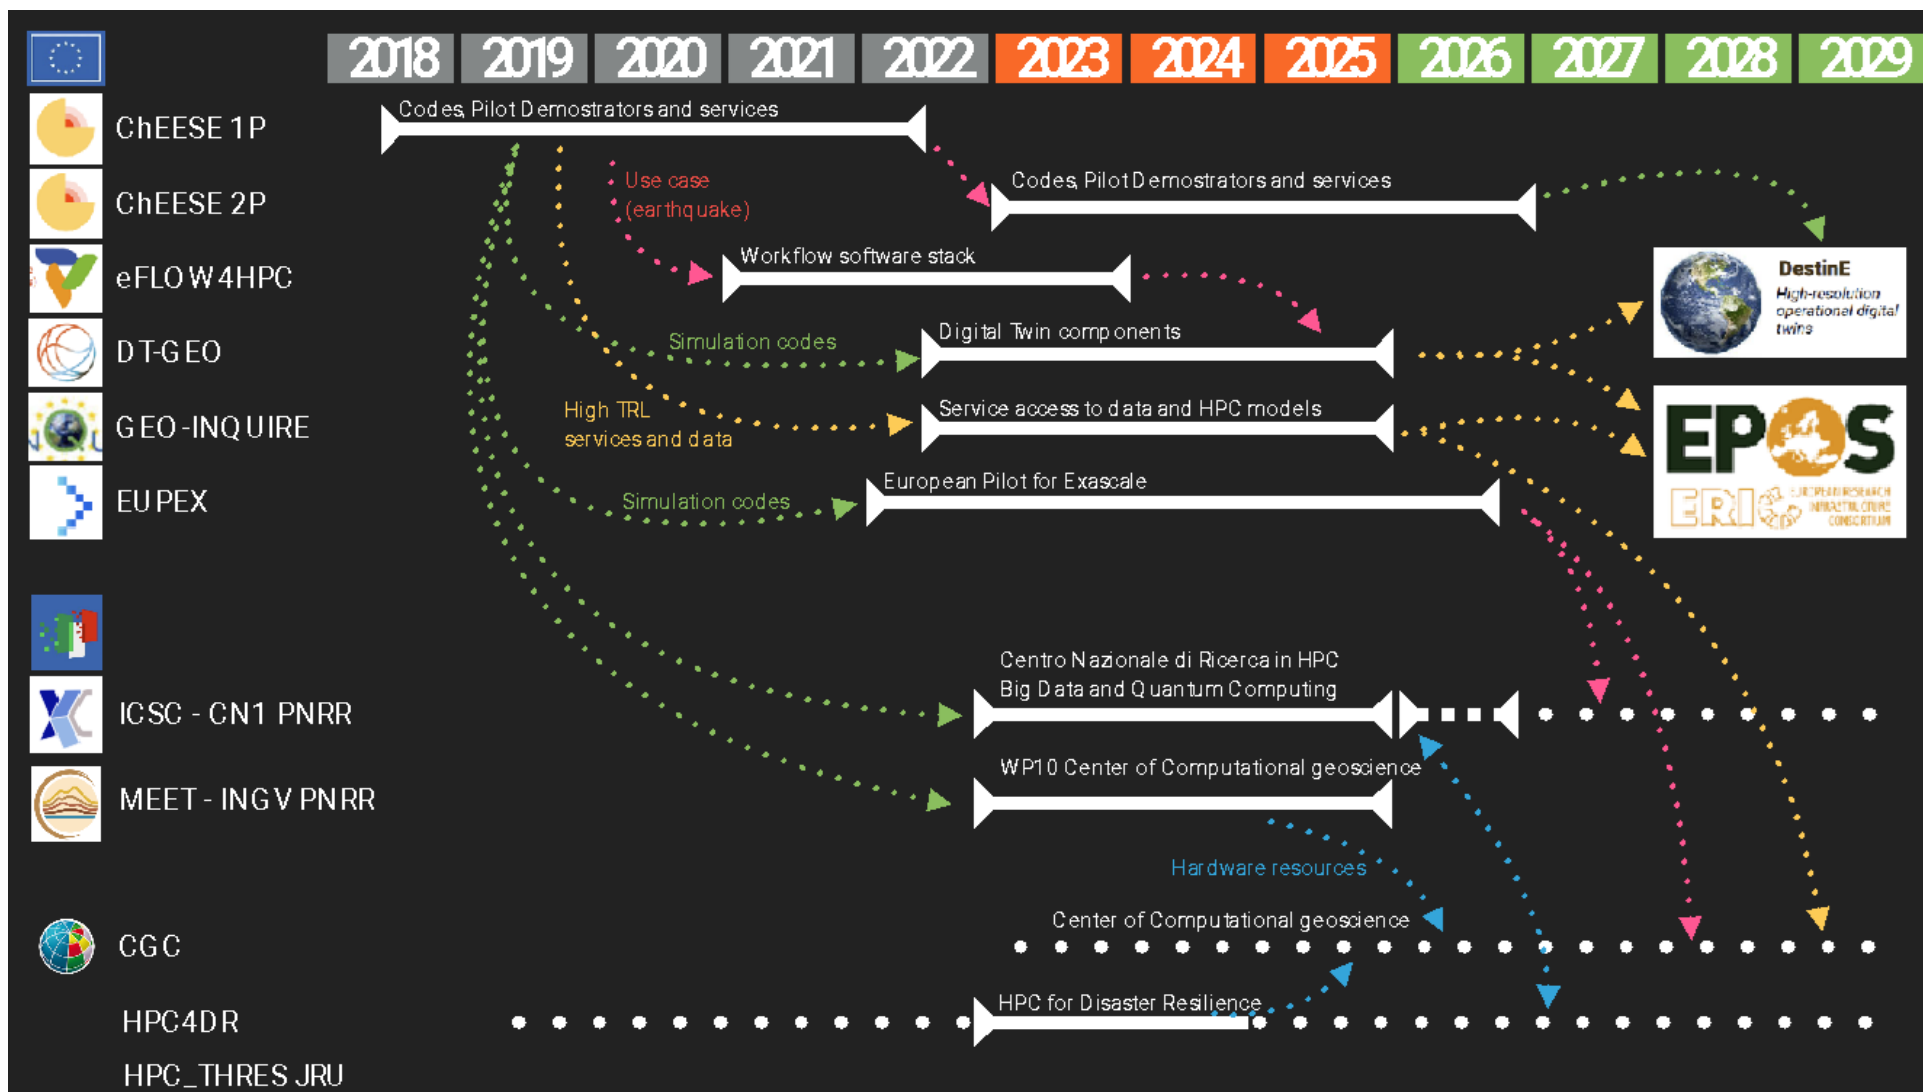 2018 2019 2020 2021 2022 2023 2024 2025 2026 2027 2028 2029
ChEESE 1P
Codes, Pilot Demostrators and services
ChEESE 2P
Use case
(earthquake)
Codes, Pilot Demostrators and services
eFLOW4HPC
Workflow software stack
DestinE
High-resolution
operational digital
twins
DT-GEO
Simulation codes
Digital Twin components
GEO-INQUIRE
High TRL
services and data
Service access to data and HPC models
EPOS
ERIC
EUROPEAN RESEARCH
INFRASTRUCTURE
CONSORTIUM
EUPEX
Simulation codes
European Pilot for Exascale
Centro Nazionale di Ricerca in HPC
Big Data and Quantum Computing
ICSC - CN1 PNRR
WP10 Center of Computational geoscience
MEET - INGV PNRR
Hardware resources
Center of Computational geoscience
CGC
HPC for Disaster Resilience
HPC4DR
HPC_THRES JRU